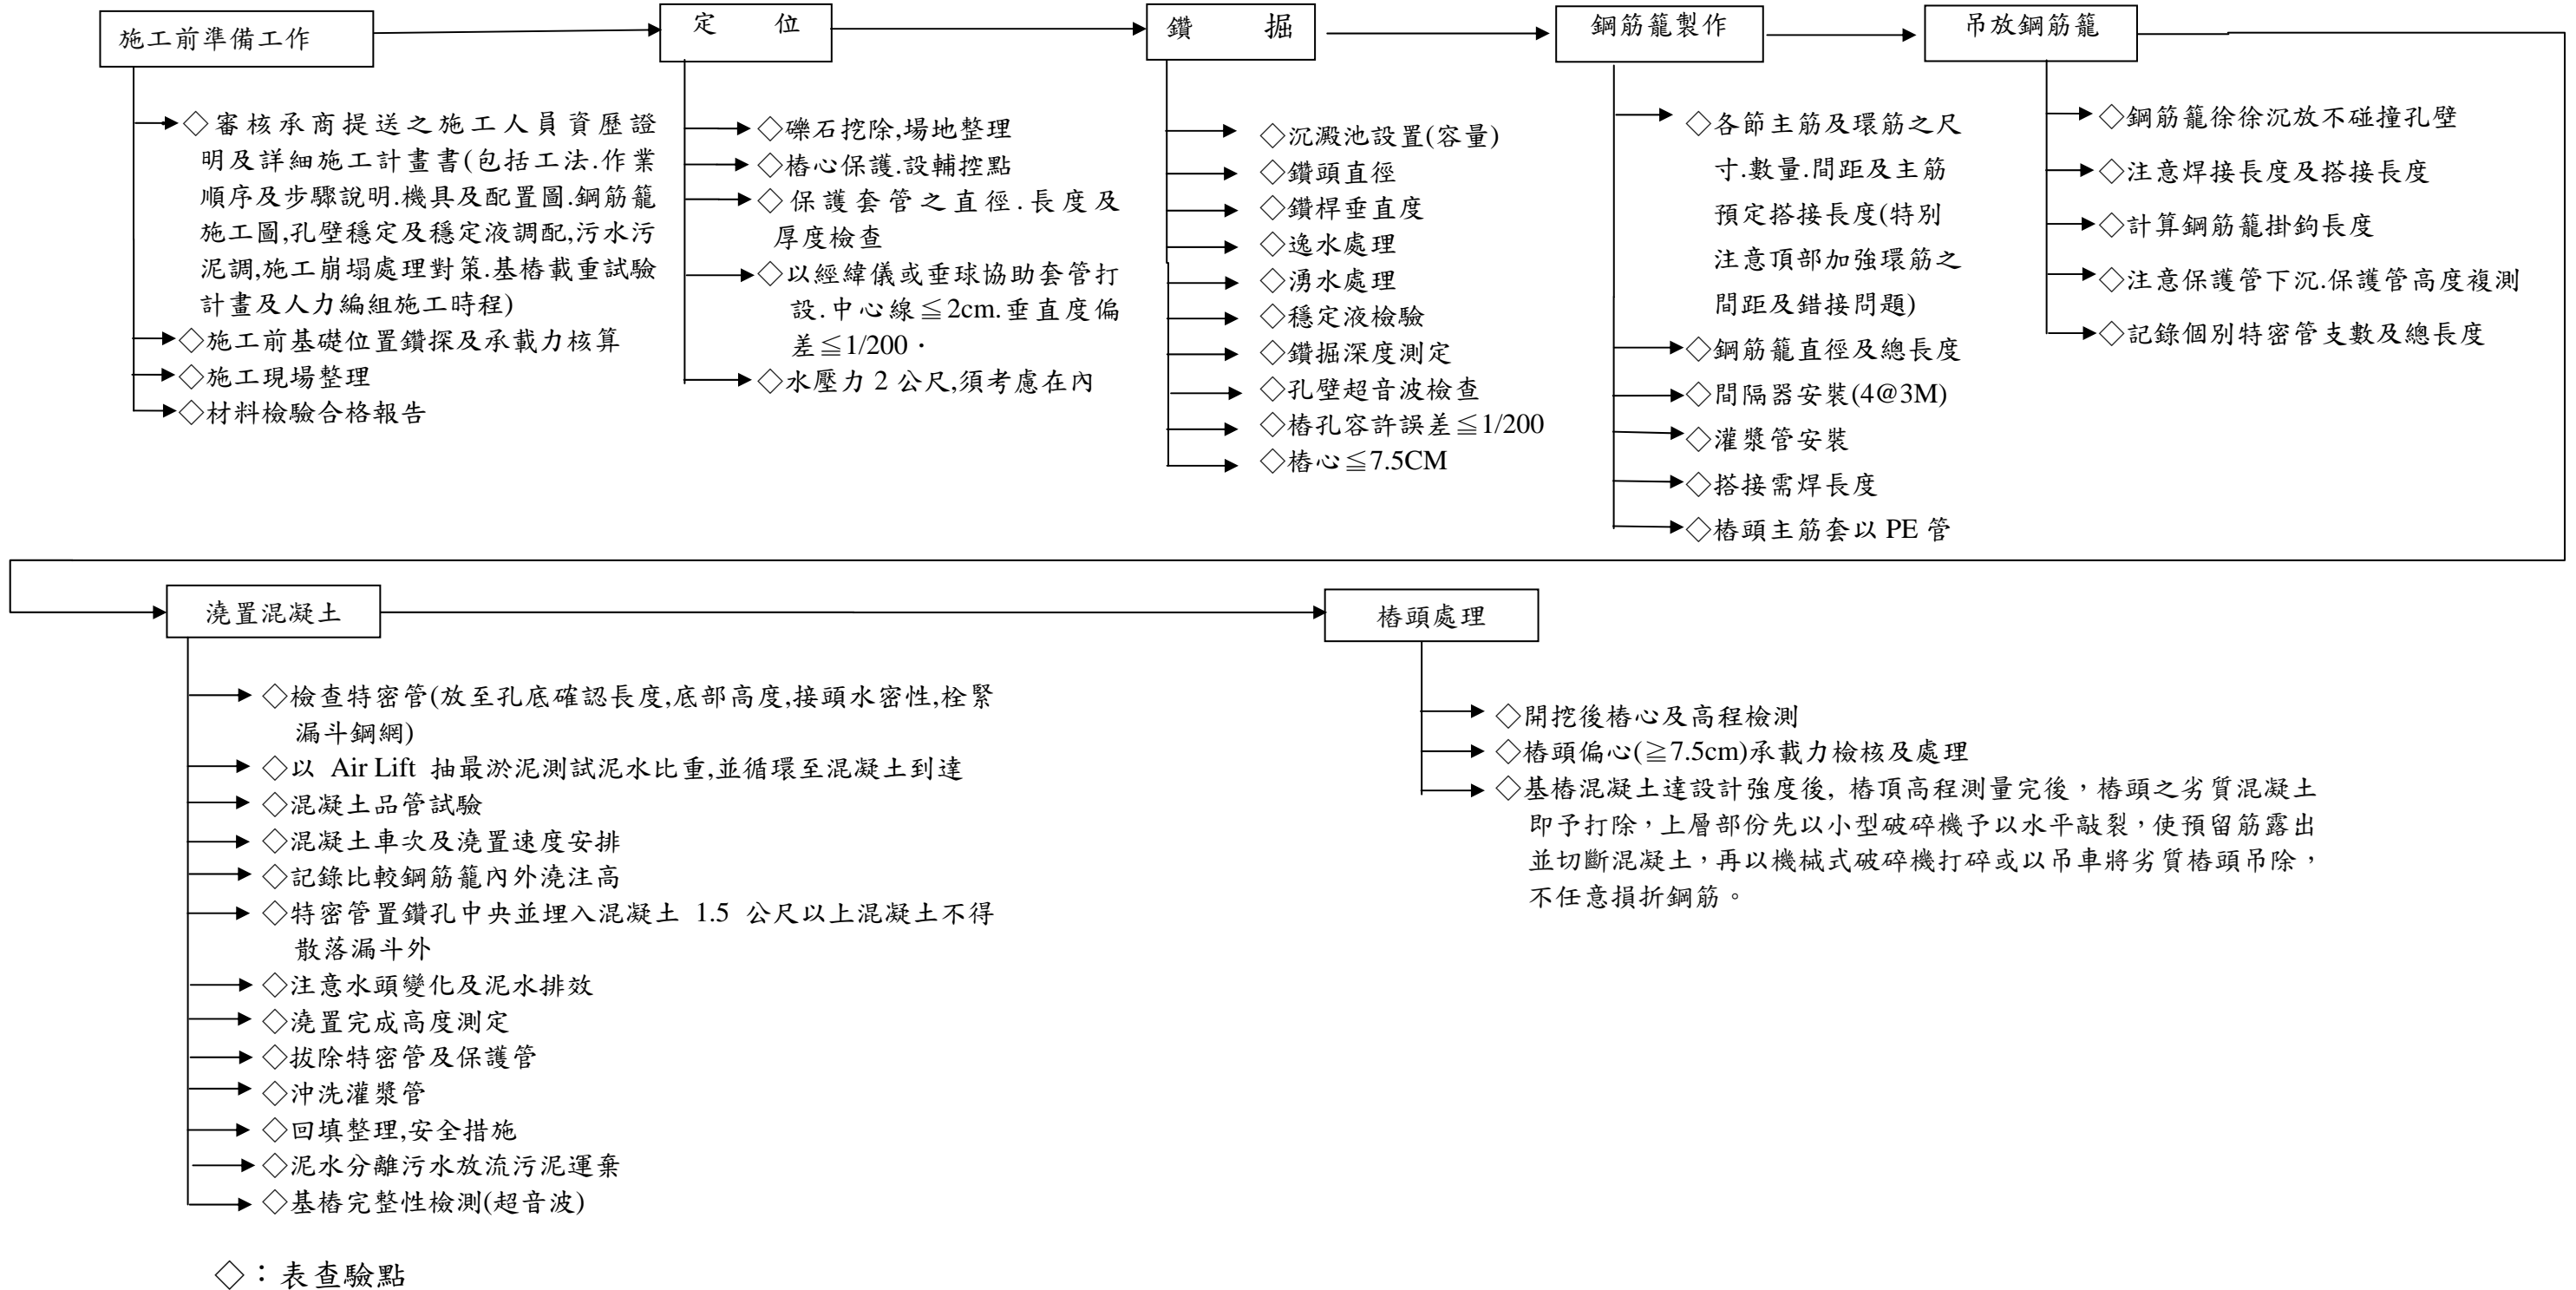 施工前準備工作
◇審核承商提送之施工人員資歷證
明及詳細施工計畫書(包括工法.作業
順序及步驟說明.機具及配置圖.鋼筋籠
施工圖,孔壁穩定及穩定液調配,污水污
泥調,施工崩塌處理對策.基樁載重試驗
計畫及人力編組施工時程)
◇施工前基礎位置鑽探及承載力核算
◇施工現場整理
◇材料檢驗合格報告
定 位
◇礫石挖除,場地整理
◇樁心保護.設輔控點
◇保護套管之直徑.長度及
厚度檢查
◇以經緯儀或垂球協助套管打
設.中心線≦2cm.垂直度偏
差≦1/200．
◇水壓力 2 公尺,須考慮在內
鑽 掘
◇沉澱池設置(容量)
◇鑽頭直徑
◇鑽桿垂直度
◇逸水處理
◇湧水處理
◇穩定液檢驗
◇鑽掘深度測定
◇孔壁超音波檢查
◇樁孔容許誤差≦1/200
◇樁心≦7.5CM
鋼筋籠製作
◇各節主筋及環筋之尺
寸.數量.間距及主筋
預定搭接長度(特別
注意頂部加強環筋之
間距及錯接問題)
◇鋼筋籠直徑及總長度
◇間隔器安裝(4@3M)
◇灌漿管安裝
◇搭接需焊長度
◇樁頭主筋套以 PE 管
吊放鋼筋籠
◇鋼筋籠徐徐沉放不碰撞孔壁
◇注意焊接長度及搭接長度
◇計算鋼筋籠掛鉤長度
◇注意保護管下沉.保護管高度複測
◇記錄個別特密管支數及總長度
澆置混凝土
◇檢查特密管(放至孔底確認長度,底部高度,接頭水密性,栓緊
漏斗鋼網)
◇以 Air Lift 抽最淤泥測試泥水比重,並循環至混凝土到達
◇混凝土品管試驗
◇混凝土車次及澆置速度安排
◇記錄比較鋼筋籠內外澆注高
◇特密管置鑽孔中央並埋入混凝土 1.5 公尺以上混凝土不得
散落漏斗外
◇注意水頭變化及泥水排效
◇澆置完成高度測定
◇拔除特密管及保護管
◇沖洗灌漿管
◇回填整理,安全措施
◇泥水分離污水放流污泥運棄
◇基樁完整性檢測(超音波)
樁頭處理
◇開挖後樁心及高程檢測
◇樁頭偏心(≧7.5cm)承載力檢核及處理
◇基樁混凝土達設計強度後, 樁頂高程測量完後，樁頭之劣質混凝土
即予打除，上層部份先以小型破碎機予以水平敲裂，使預留筋露出
並切斷混凝土，再以機械式破碎機打碎或以吊車將劣質樁頭吊除，
不任意損折鋼筋。
◇：表查驗點